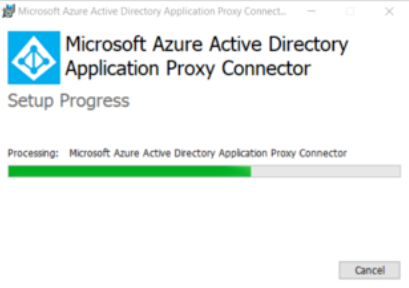 Microsoft Azure Active Directory Application Proxy Connect...
Microsoft Azure Active Directory
Application Proxy Connector
Setup Progress
Processing: Microsoft Azure Active Directory Application Proxy Connector
Cancel